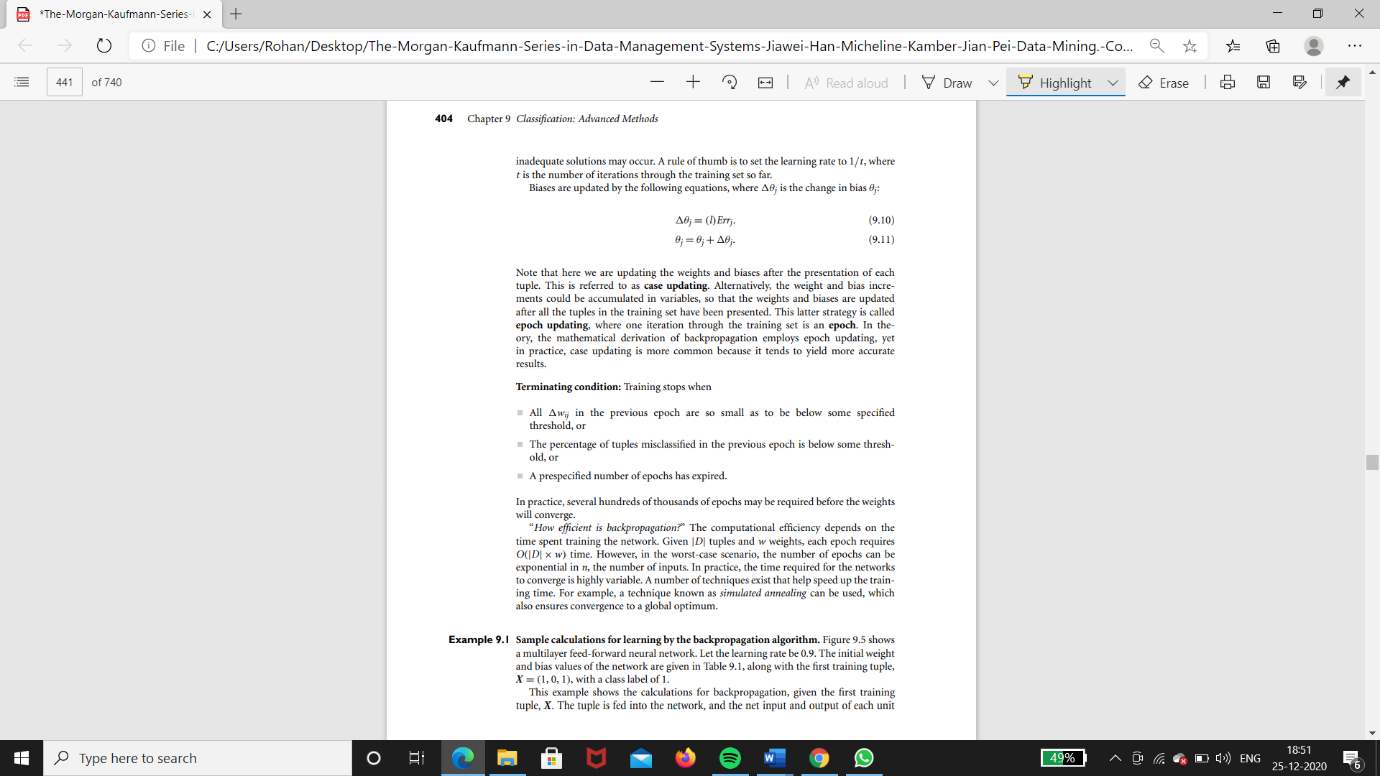 *The-Morgan-Kaufmann-Series-
File
C:/Users/Rohan/Desktop/The-Morgan-Kaufmann-Series-in-Data-Management-Systems-Jiawei-Han-Micheline-Kamber-Jian-Pei-Data-Mining.-Co...
441 of 740
Read aloud
Draw
Highlight
Erase
404 Chapter 9 Classification: Advanced Methods
inadequate solutions may occur. A rule of thumb is to set the learning rate to 1/t, where
t is the number of iterations through the training set so far.
Biases are updated by the following equations, where Δθj is the change in bias θj:
Δθj = (l) Errj. (9.10)
θj = θj + Δθj. (9.11)
Note that here we are updating the weights and biases after the presentation of each
tuple. This is referred to as case updating. Alternatively, the weight and bias incre-
ments could be accumulated in variables, so that the weights and biases are updated
after all the tuples in the training set have been presented. This latter strategy is called
epoch updating, where one iteration through the training set is an epoch. In the-
ory, the mathematical derivation of backpropagation employs epoch updating, yet
in practice, case updating is more common because it tends to yield more accurate
results.
Terminating condition: Training stops when
All Δwij in the previous epoch are so small as to be below some specified
threshold, or
The percentage of tuples misclassified in the previous epoch is below some thresh-
old, or
A prespecified number of epochs has expired.
In practice, several hundreds of thousands of epochs may be required before the weights
will converge.
"How efficient is backpropagation?" The computational efficiency depends on the
time spent training the network. Given |D| tuples and w weights, each epoch requires
O(|D| × w) time. However, in the worst-case scenario, the number of epochs can be
exponential in n, the number of inputs. In practice, the time required for the networks
to converge is highly variable. A number of techniques exist that help speed up the train-
ing time. For example, a technique known as simulated annealing can be used, which
also ensures convergence to a global optimum.
Example 9.1 Sample calculations for learning by the backpropagation algorithm. Figure 9.5 shows
a multilayer feed-forward neural network. Let the learning rate be 0.9. The initial weight
and bias values of the network are given in Table 9.1, along with the first training tuple,
X = (1, 0, 1), with a class label of 1.
This example shows the calculations for backpropagation, given the first training
tuple, X. The tuple is fed into the network, and the net input and output of each unit
Type here to search
49%
ENG
18:51
25-12-2020
6